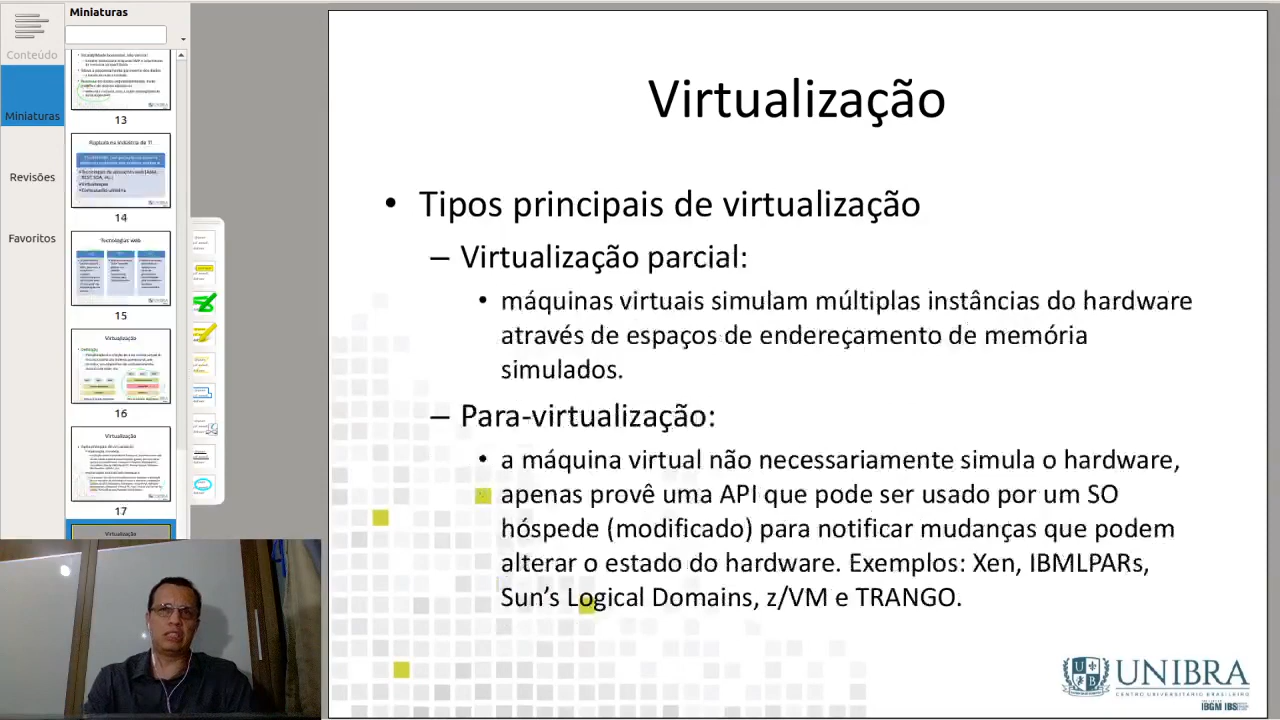 Miniaturas
Conteúdo
Miniaturas
Revisões
Favoritos
13
Ruptura na Indústria de TI
14
Tecnologias web
15
Virtualização
16
Virtualização
17
Virtualização
Virtualização
• Tipos principais de virtualização
– Virtualização parcial:
• máquinas virtuais simulam múltiplas instâncias do hardware
através de espaços de endereçamento de memória
simulados.
– Para-virtualização:
• a máquina virtual não necessariamente simula o hardware,
apenas provê uma API que pode ser usado por um SO
hóspede (modificado) para notificar mudanças que podem
alterar o estado do hardware. Exemplos: Xen, IBMLPARs,
Sun’s Logical Domains, z/VM e TRANGO.
UNIBRA
CENTRO UNIVERSITÁRIO BRASILEIRO
IBGM IBS